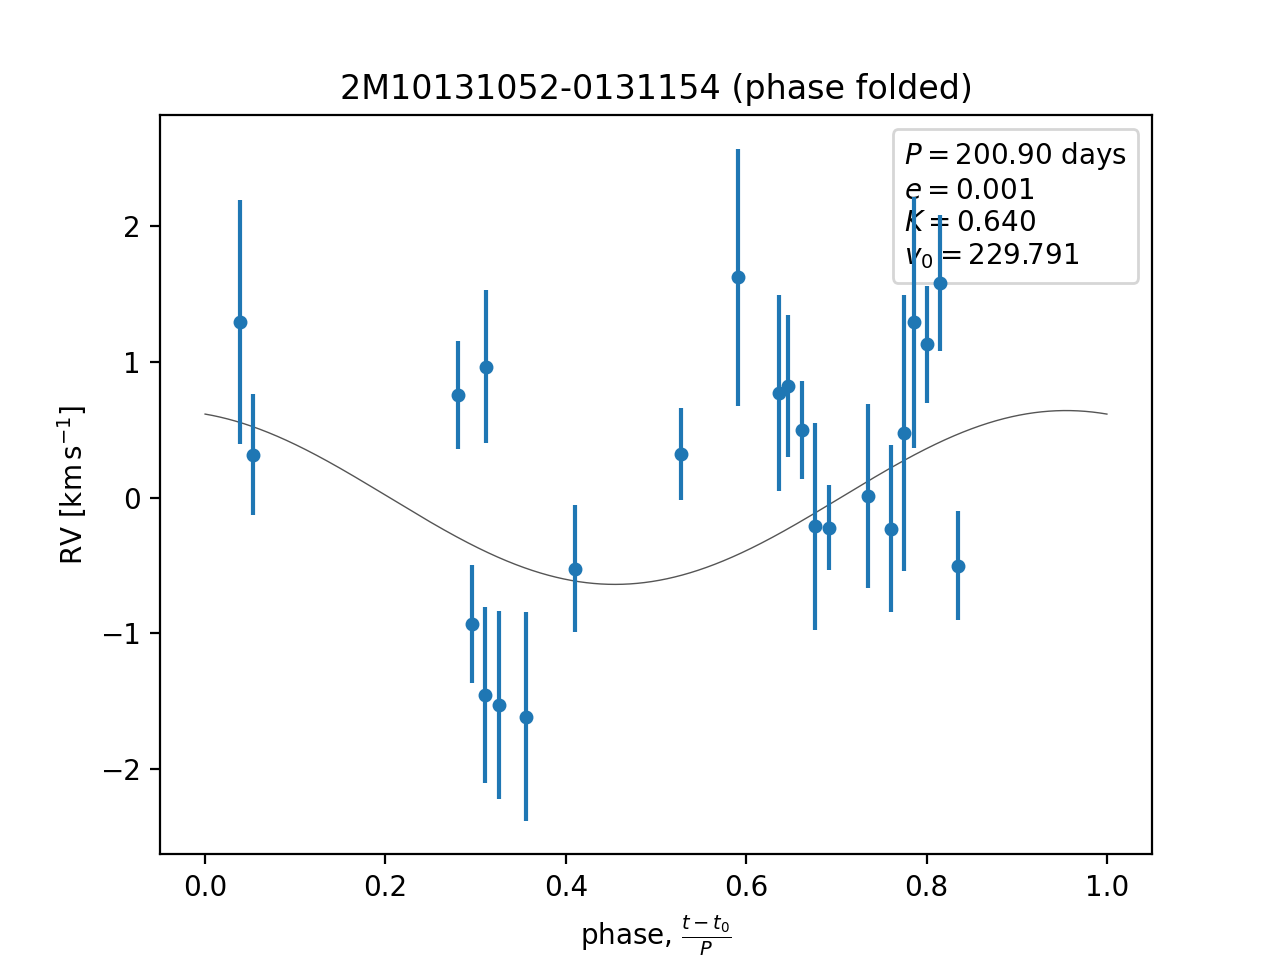 2M10131052-0131154 (phase folded)
P = 200.90 days
e = 0.001
K = 0.640
v₀ = 229.791
2
1
0
−1
−2
RV [km s⁻¹]
0.0 0.2 0.4 0.6 0.8 1.0
phase, (t − t₀)/P